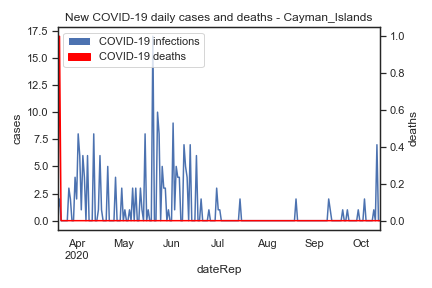 New COVID-19 daily cases and deaths - Cayman_Islands
COVID-19 infections
COVID-19 deaths
17.5
15.0
12.5
10.0
7.5
5.0
2.5
0.0
cases
1.0
0.8
0.6
0.4
0.2
0.0
deaths
Apr May Jun Jul Aug Sep Oct
2020
dateRep